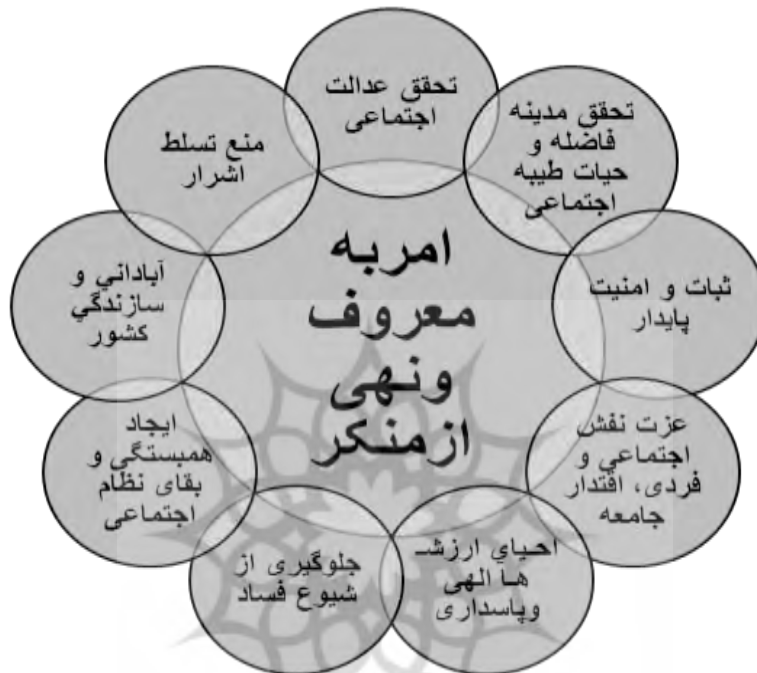 تحقق عدالت
اجتماعی
تحقق مدینه
فاضله و
حیات طیبه
اجتماعی
ثبات و امنیت
پایدار
عزت نفش
اجتماعی و
فردی، اقتدار
جامعه
احیاي ارزشـ
هـا الهی
وپاسداری
جلوگیری از
شیوع فساد
ایجاد
همبستگی و
بقای نظام
اجتماعی
آباداني و
سازندگي
کشور
منع تسلط
اشرار
امربه
معروف
ونهی
ازمنکر